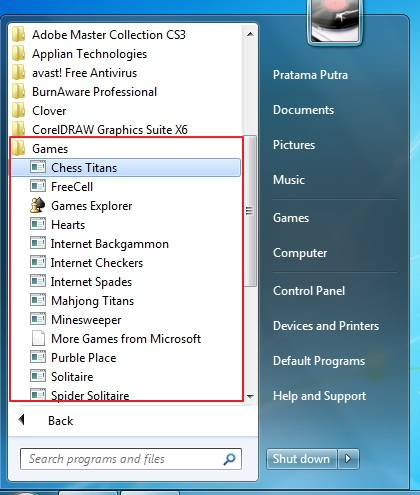 Adobe Master Collection CS3
Applian Technologies
avast! Free Antivirus
BurnAware Professional
Clover
CorelDRAW Graphics Suite X6
Games
Chess Titans
FreeCell
Games Explorer
Hearts
Internet Backgammon
Internet Checkers
Internet Spades
Mahjong Titans
Minesweeper
More Games from Microsoft
Purble Place
Solitaire
Spider Solitaire
Back
Search programs and files
Pratama Putra
Documents
Pictures
Music
Games
Computer
Control Panel
Devices and Printers
Default Programs
Help and Support
Shut down